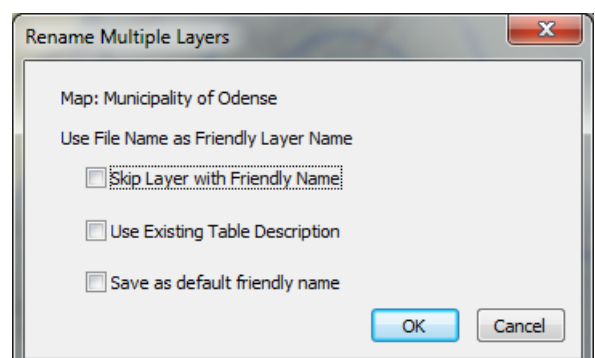 Rename Multiple Layers
Map: Municipality of Odense
Use File Name as Friendly Layer Name
Skip Layer with Friendly Name
Use Existing Table Description
Save as default friendly name
OK Cancel